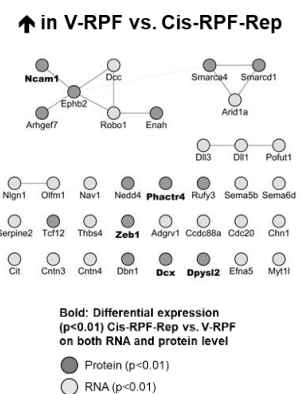 ↑ in V-RPF vs. Cis-RPF-Rep
Ncam1 Dcc Smarca4 Smarcd1
Ephb2
Arid1a
Arhgef7 Robo1 Enah
Dll3 Dll1 Pofut1
Nlgn1 Olfm1 Nav1 Nedd4 Phactr4 Rufy3 Sema5b Sema6d
Serpine2 Tcf12 Thbs4 Zeb1 Adgrv1 Ccdc88a Cdc20 Chn1
Cit Cntn3 Cntn4 Dbn1 Dcx Dpysl2 Efna5 Myt1l
Bold: Differential expression
(p<0.01) Cis-RPF-Rep vs. V-RPF
on both RNA and protein level
Protein (p<0.01)
RNA (p<0.01)